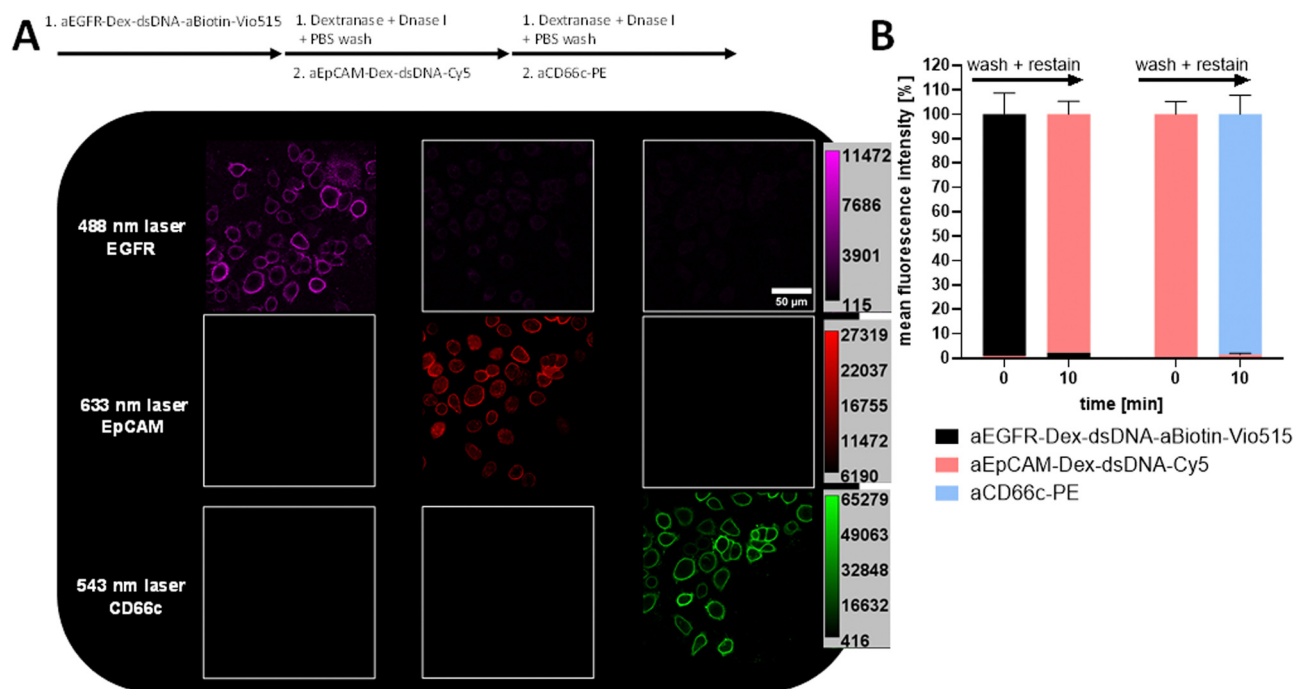 A
1. aEGFR-Dex-dsDNA-aBiotin-Vio515
1. Dextranase + Dnase I
+ PBS wash
2. aEpCAM-Dex-dsDNA-Cy5
1. Dextranase + Dnase I
+ PBS wash
2. aCD66c-PE
488 nm laser
EGFR
50 µm
11472
7686
3901
115
633 nm laser
EpCAM
27319
22037
16755
11472
6190
543 nm laser
CD66c
65279
49063
32848
16632
416
B
mean fluorescence intensity [%]
120
110
100
90
80
70
60
50
40
30
20
10
0
wash + restain
wash + restain
0
10
0
10
time [min]
aEGFR-Dex-dsDNA-aBiotin-Vio515
aEpCAM-Dex-dsDNA-Cy5
aCD66c-PE